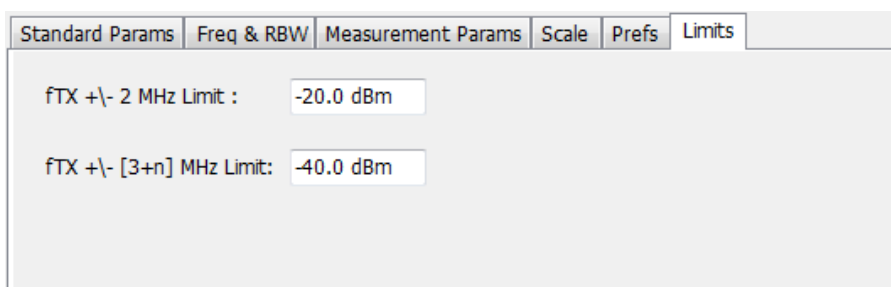 Standard Params Freq & RBW Measurement Params Scale Prefs Limits
fTX +\- 2 MHz Limit : -20.0 dBm
fTX +\- [3+n] MHz Limit: -40.0 dBm